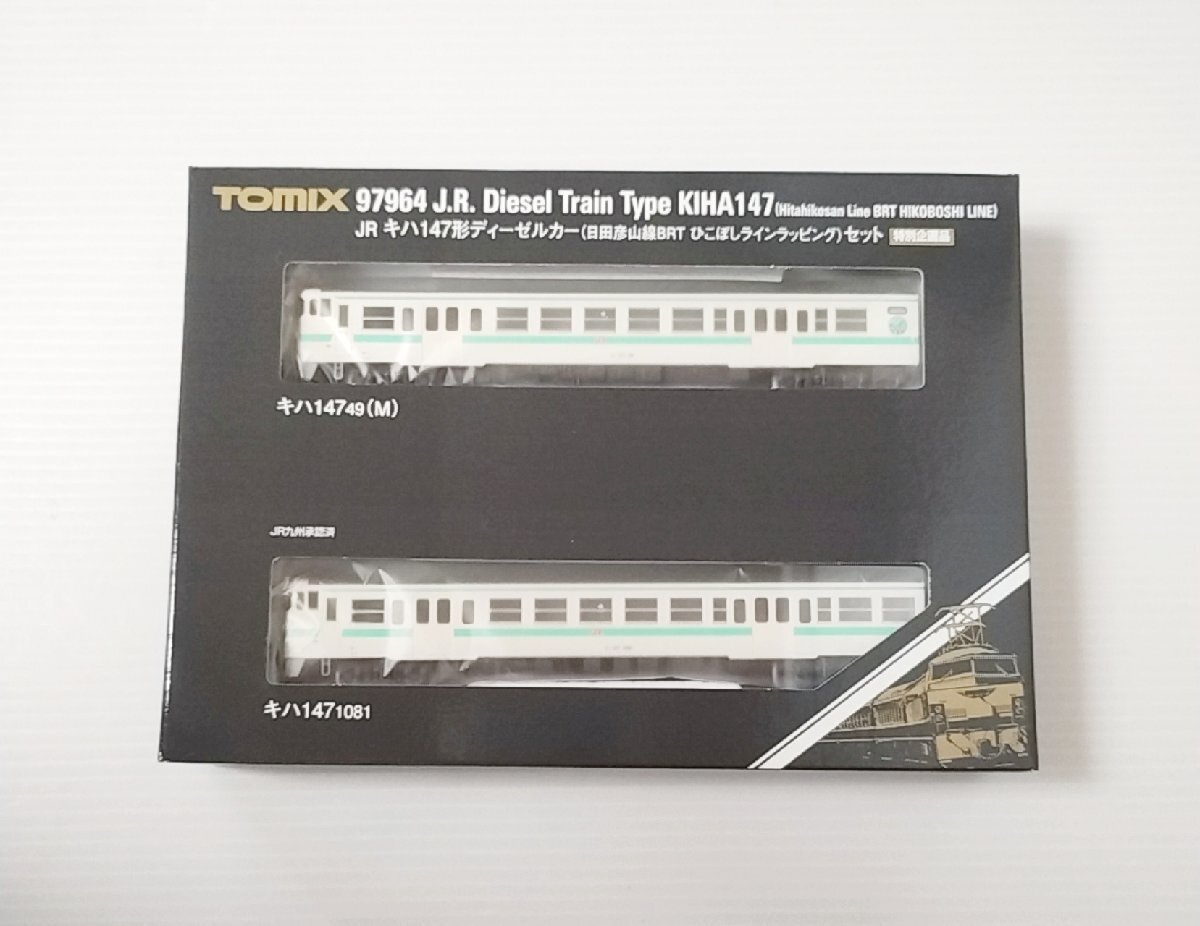 TOMIX 97964 J.R. Diesel Train Type KIHA147 (Hitahikosan Line BRT HIKOBOSHI LINE)
JR キハ147形ディーゼルカー(日田彦山線BRT ひこぼしラインラッピング)セット 特別企画品
キハ14749(M)
JR九州承認済
キハ1471081